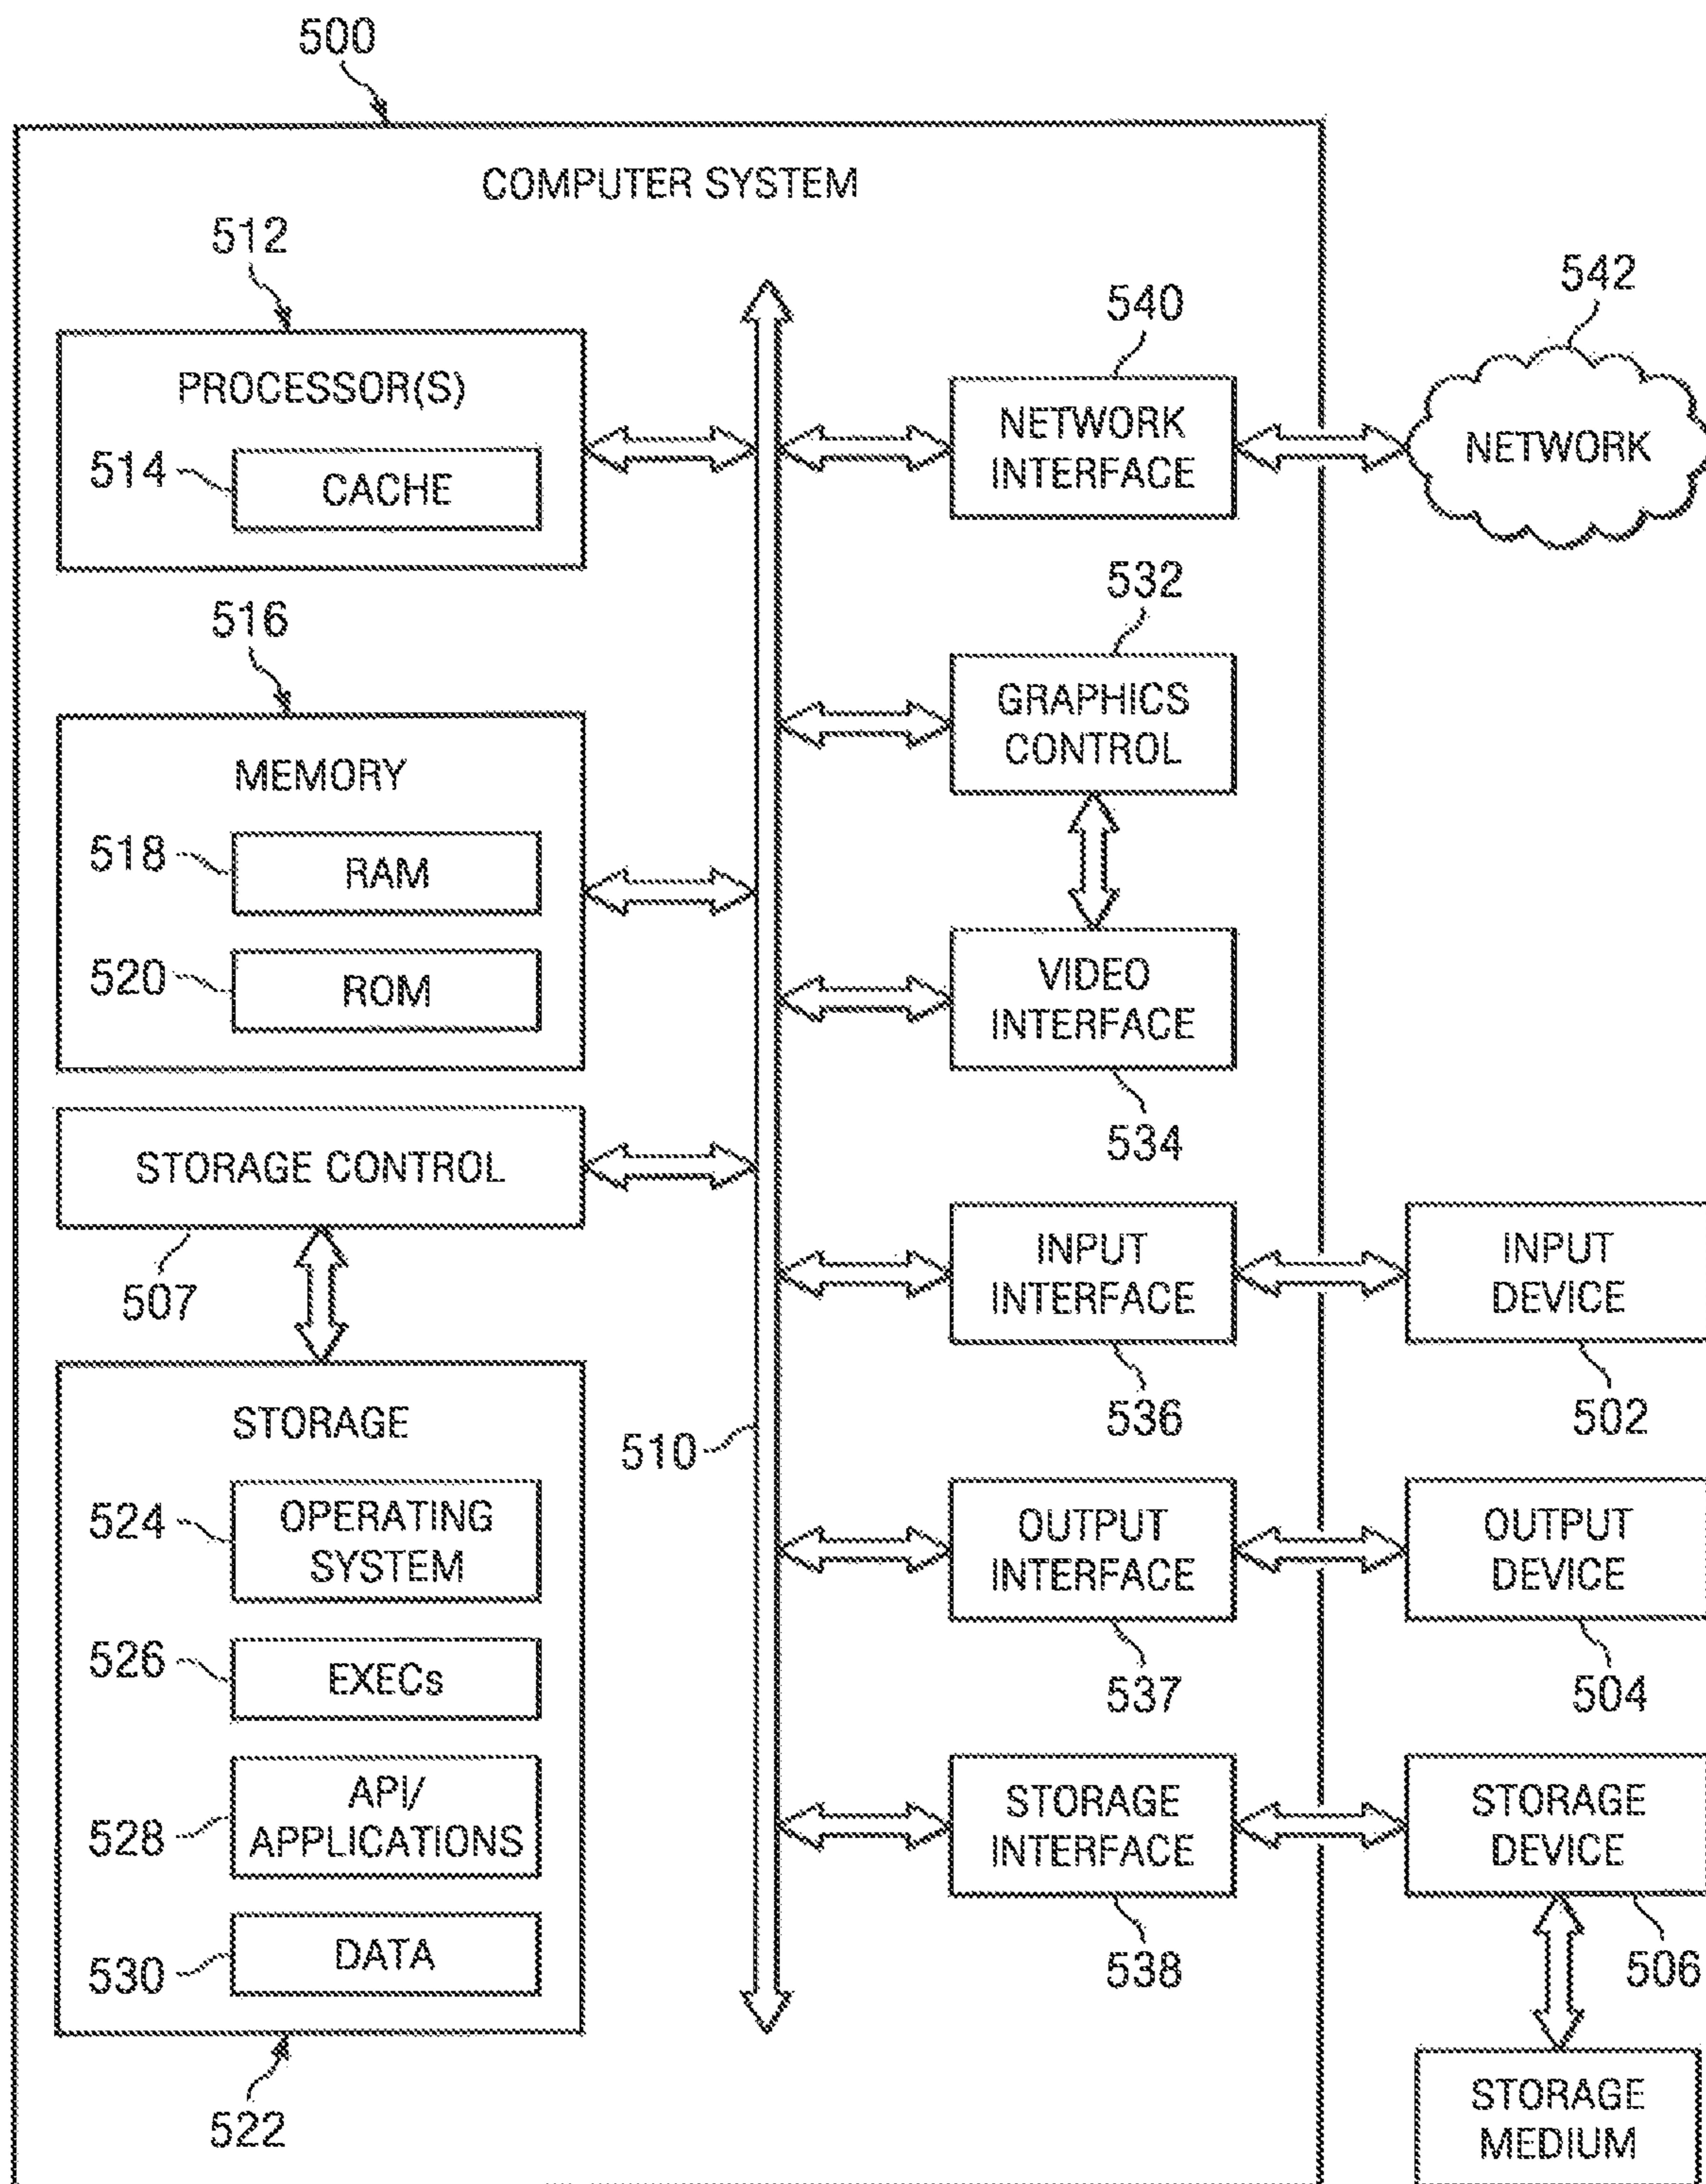 500
COMPUTER SYSTEM
512
PROCESSOR(S)
514
CACHE
516
MEMORY
518
RAM
520
ROM
STORAGE CONTROL
507
STORAGE
524
OPERATING
SYSTEM
526
EXECs
528
API/
APPLICATIONS
530
DATA
522
510
540
NETWORK
INTERFACE
542
NETWORK
532
GRAPHICS
CONTROL
VIDEO
INTERFACE
534
INPUT
INTERFACE
536
INPUT
DEVICE
502
OUTPUT
INTERFACE
537
OUTPUT
DEVICE
504
STORAGE
INTERFACE
538
STORAGE
DEVICE
506
STORAGE
MEDIUM